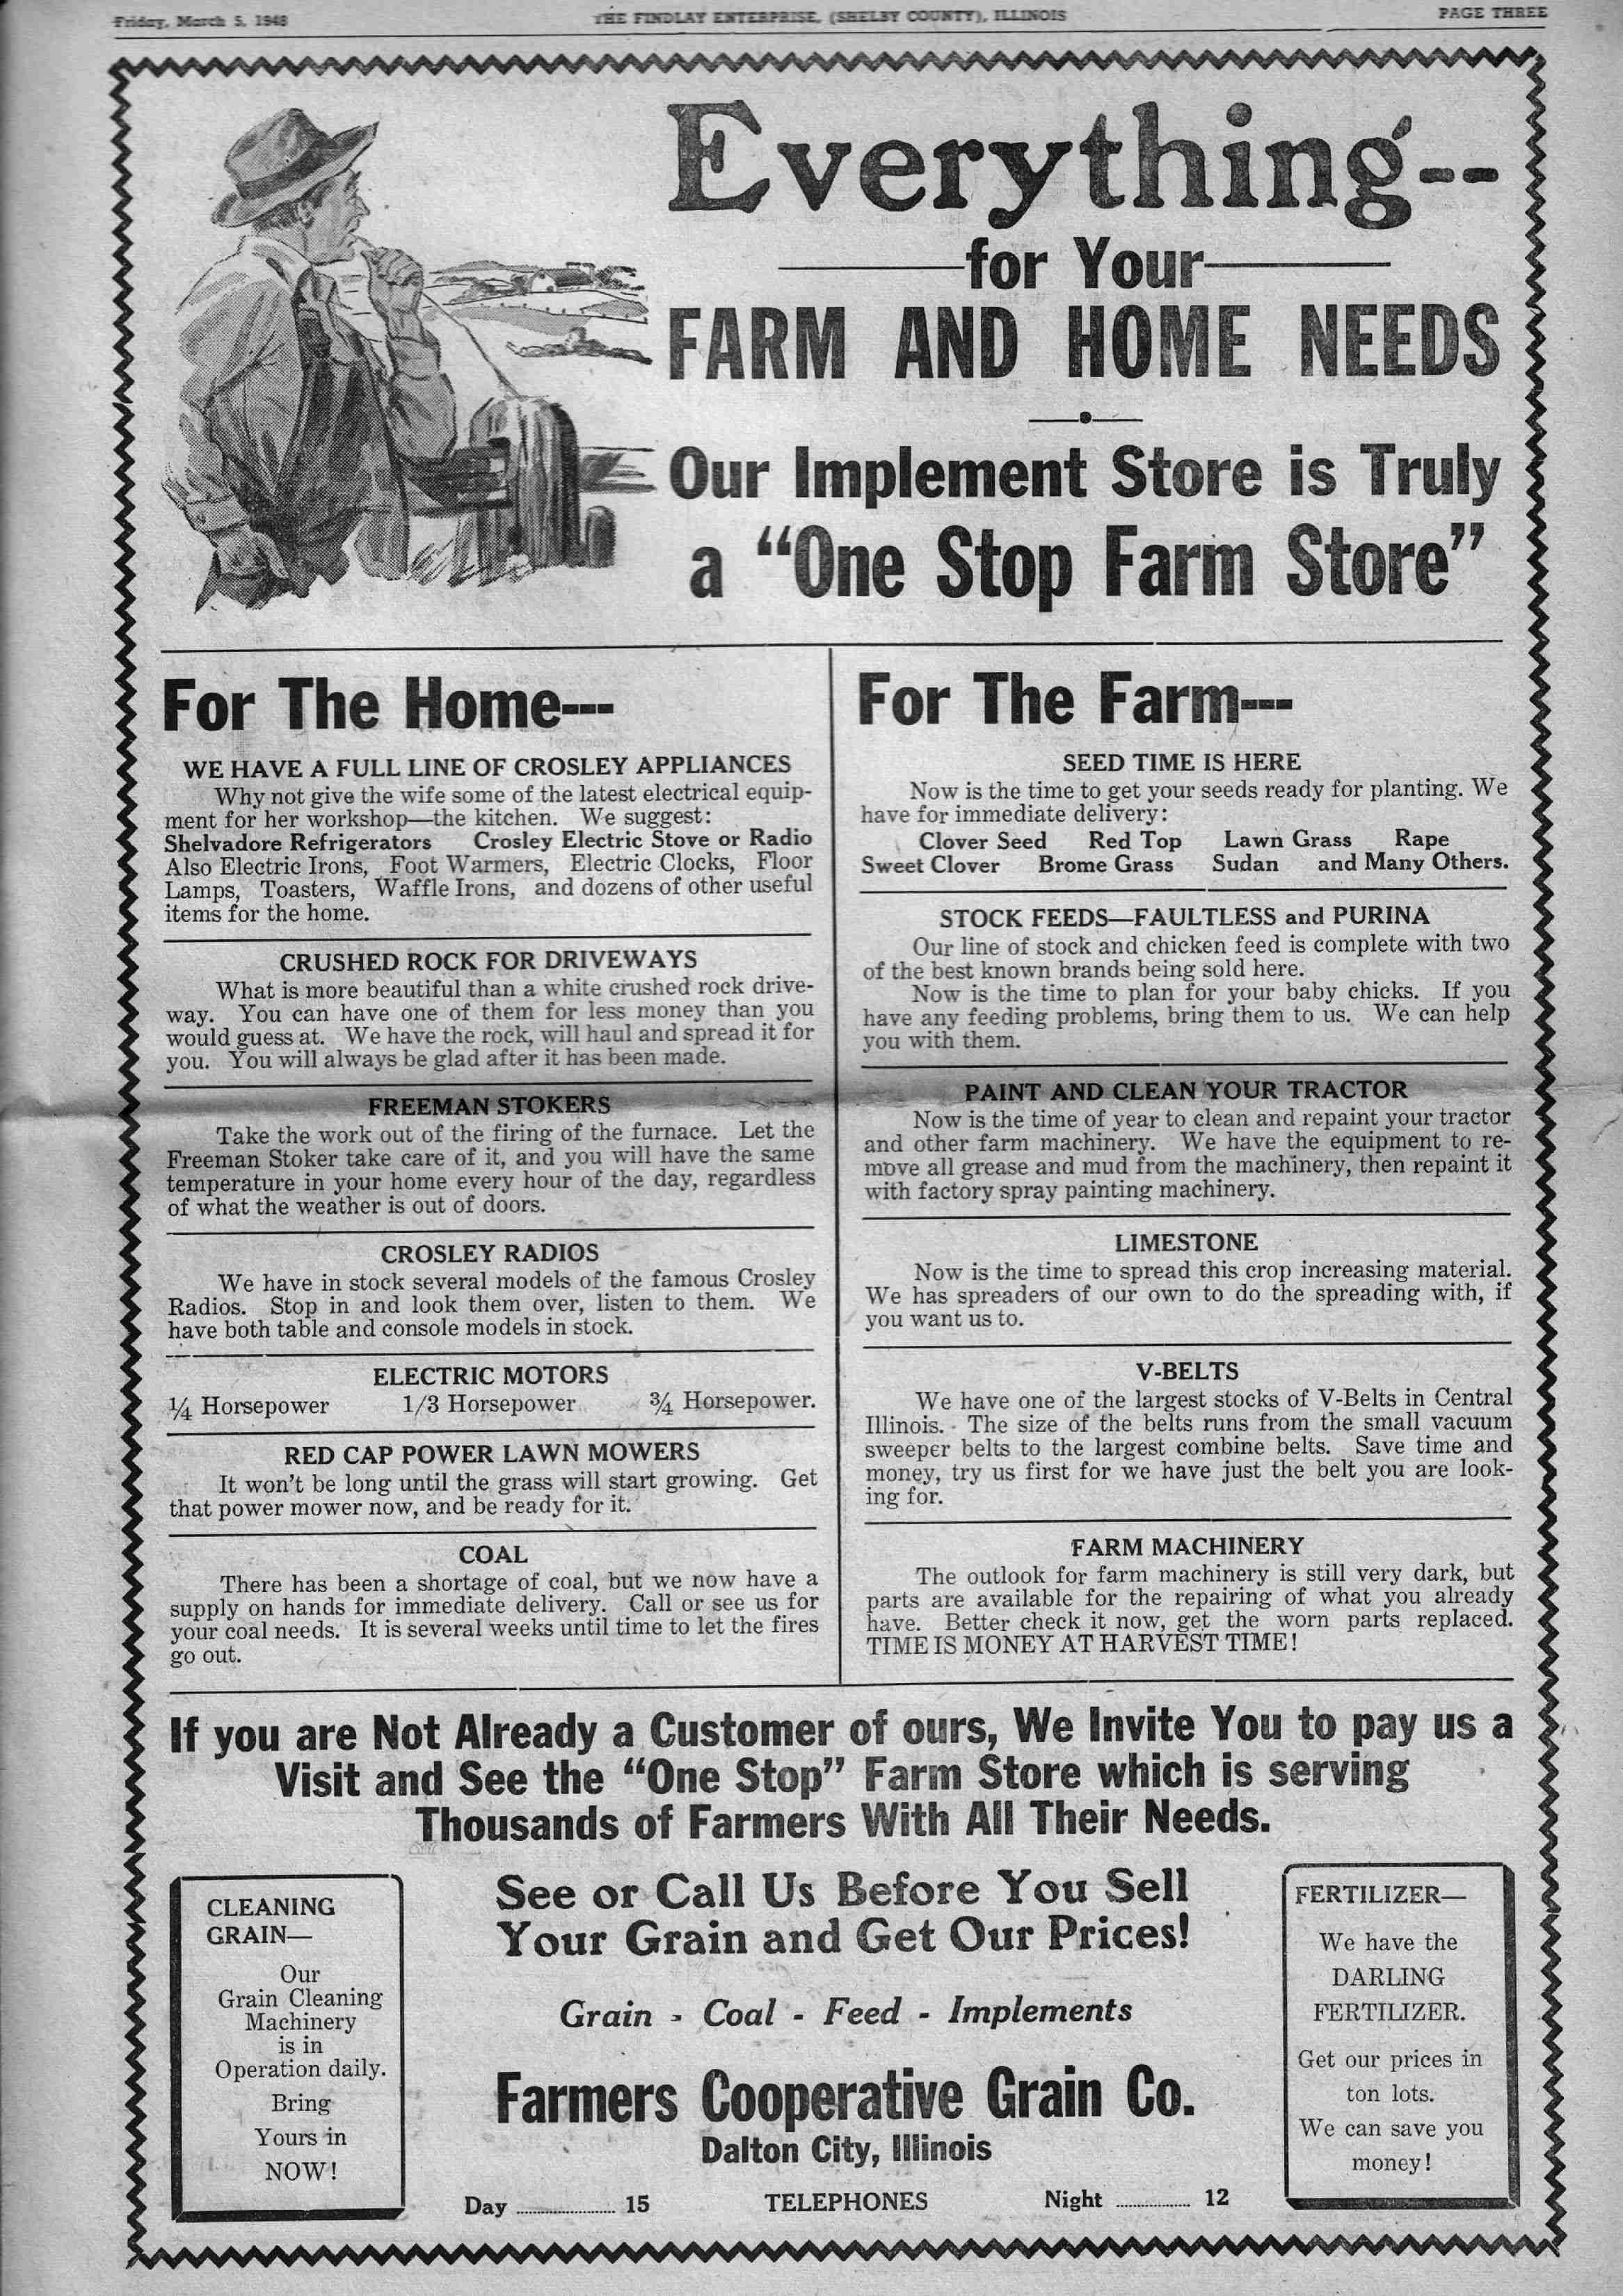 Friday, March 5, 1948
THE FINDLAY ENTERPRISE, (SHELBY COUNTY), ILLINOIS
PAGE THREE
Everything--
for Your
FARM AND HOME NEEDS
Our Implement Store is Truly
a "One Stop Farm Store"
For The Home---
WE HAVE A FULL LINE OF CROSLEY APPLIANCES
Why not give the wife some of the latest electrical equip-
ment for her workshop—the kitchen. We suggest:
Shelvadore Refrigerators Crosley Electric Stove or Radio
Also Electric Irons, Foot Warmers, Electric Clocks, Floor
Lamps, Toasters, Waffle Irons, and dozens of other useful
items for the home.
CRUSHED ROCK FOR DRIVEWAYS
What is more beautiful than a white crushed rock drive-
way. You can have one of them for less money than you
would guess at. We have the rock, will haul and spread it for
you. You will always be glad after it has been made.
FREEMAN STOKERS
Take the work out of the firing of the furnace. Let the
Freeman Stoker take care of it, and you will have the same
temperature in your home every hour of the day, regardless
of what the weather is out of doors.
CROSLEY RADIOS
We have in stock several models of the famous Crosley
Radios. Stop in and look them over, listen to them. We
have both table and console models in stock.
ELECTRIC MOTORS
¼ Horsepower 1/3 Horsepower ¾ Horsepower.
RED CAP POWER LAWN MOWERS
It won't be long until the grass will start growing. Get
that power mower now, and be ready for it.
COAL
There has been a shortage of coal, but we now have a
supply on hands for immediate delivery. Call or see us for
your coal needs. It is several weeks until time to let the fires
go out.
For The Farm---
SEED TIME IS HERE
Now is the time to get your seeds ready for planting. We
have for immediate delivery:
Clover Seed Red Top Lawn Grass Rape
Sweet Clover Brome Grass Sudan and Many Others.
STOCK FEEDS—FAULTLESS and PURINA
Our line of stock and chicken feed is complete with two
of the best known brands being sold here.
Now is the time to plan for your baby chicks. If you
have any feeding problems, bring them to us. We can help
you with them.
PAINT AND CLEAN YOUR TRACTOR
Now is the time of year to clean and repaint your tractor
and other farm machinery. We have the equipment to re-
move all grease and mud from the machinery, then repaint it
with factory spray painting machinery.
LIMESTONE
Now is the time to spread this crop increasing material.
We has spreaders of our own to do the spreading with, if
you want us to.
V-BELTS
We have one of the largest stocks of V-Belts in Central
Illinois. The size of the belts runs from the small vacuum
sweeper belts to the largest combine belts. Save time and
money, try us first for we have just the belt you are look-
ing for.
FARM MACHINERY
The outlook for farm machinery is still very dark, but
parts are available for the repairing of what you already
have. Better check it now, get the worn parts replaced.
TIME IS MONEY AT HARVEST TIME!
If you are Not Already a Customer of ours, We Invite You to pay us a
Visit and See the "One Stop" Farm Store which is serving
Thousands of Farmers With All Their Needs.
CLEANING
GRAIN—
Our
Grain Cleaning
Machinery
is in
Operation daily.
Bring
Yours in
NOW!
See or Call Us Before You Sell
Your Grain and Get Our Prices!
Grain - Coal - Feed - Implements
Farmers Cooperative Grain Co.
Dalton City, Illinois
Day .................... 15 TELEPHONES Night ................ 12
FERTILIZER—
We have the
DARLING
FERTILIZER.
Get our prices in
ton lots.
We can save you
money!